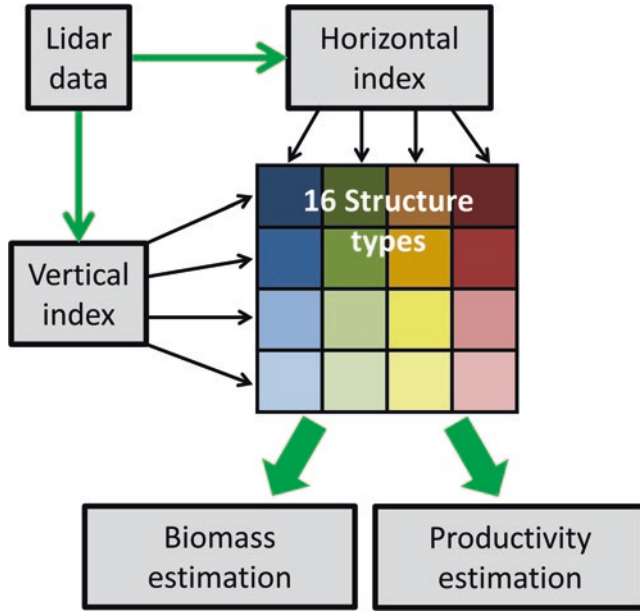 Lidar
data
Horizontal
index
16 Structure
types
Vertical
index
Biomass
estimation
Productivity
estimation